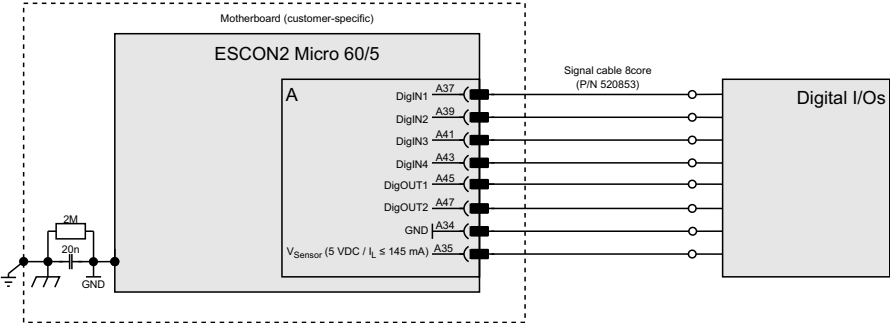 Motherboard (customer-specific)
ESCON2 Micro 60/5
Signal cable 8core
(P/N 520853)
A
Digital I/Os
DigIN1 A37
DigIN2 A39
DigIN3 A41
DigIN4 A43
DigOUT1 A45
DigOUT2 A47
GND A34
VSensor (5 VDC / IL ≤ 145 mA) A35
2M
20n
GND